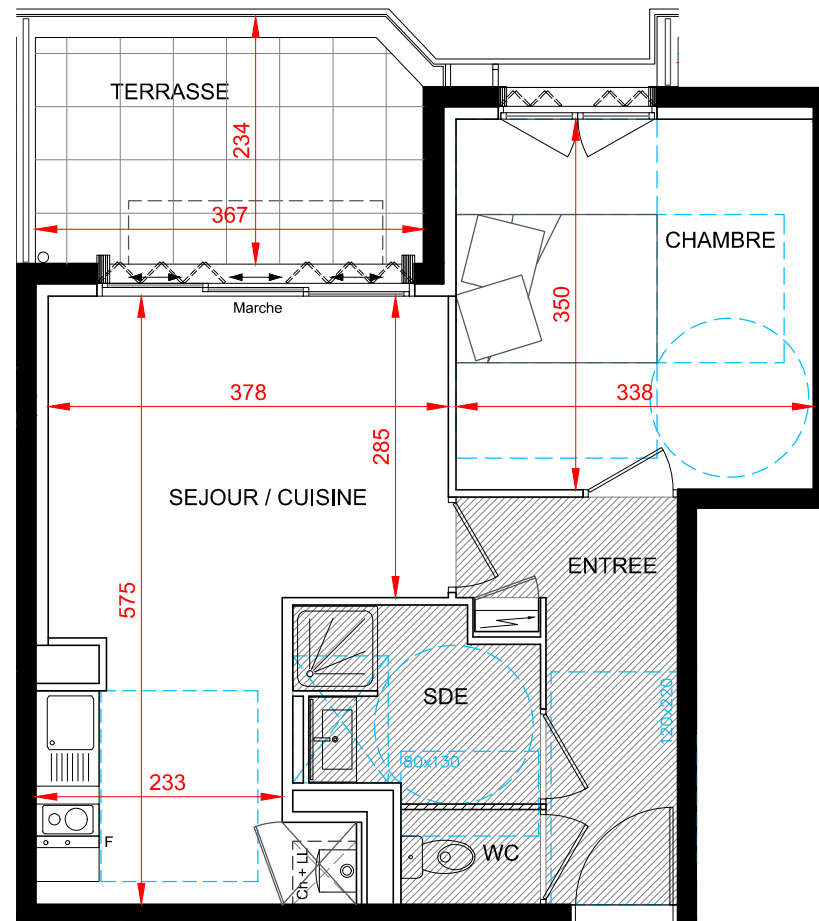 TERRASSE
234
367
CHAMBRE
350
Marche
378
338
285
SEJOUR / CUISINE
ENTREE
575
SDE
120x220
80x130
233
F
WC
Ch + LL